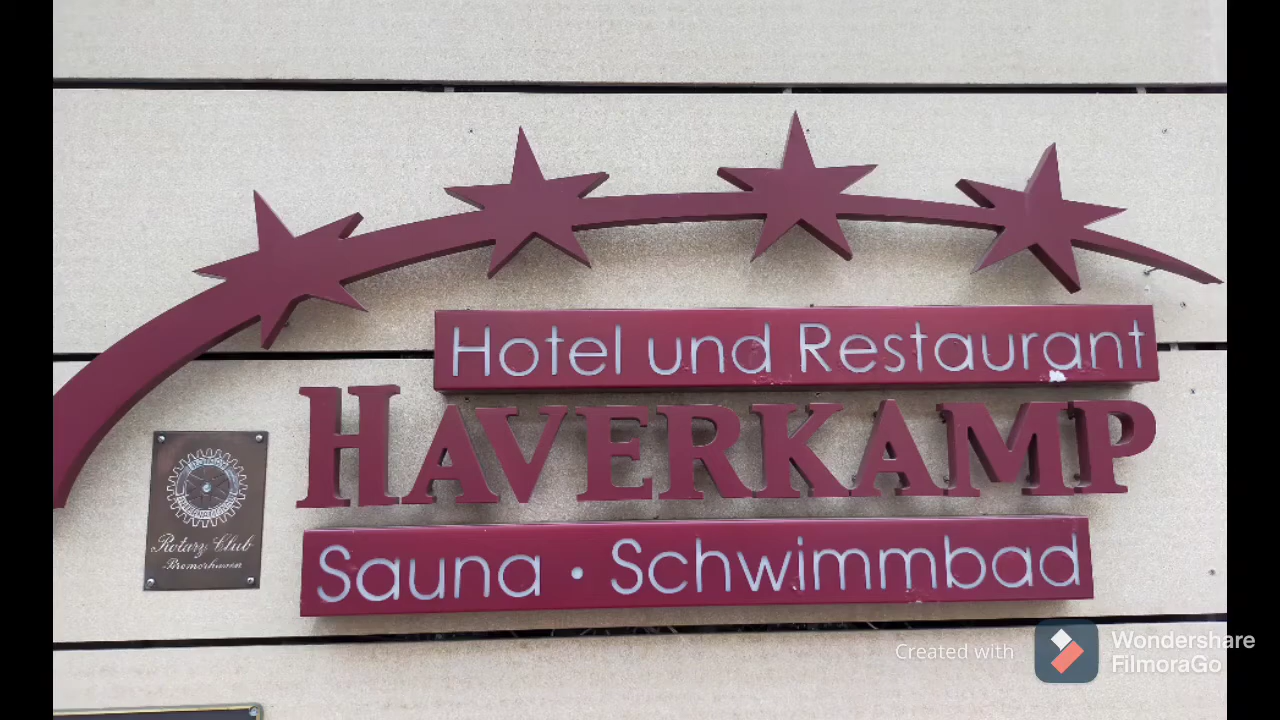 Hotel und Restaurant
HAVERKAMP
Sauna · Schwimmbad
Rotary Club
Bremerhaven
Created with
Wondershare
FilmoraGo